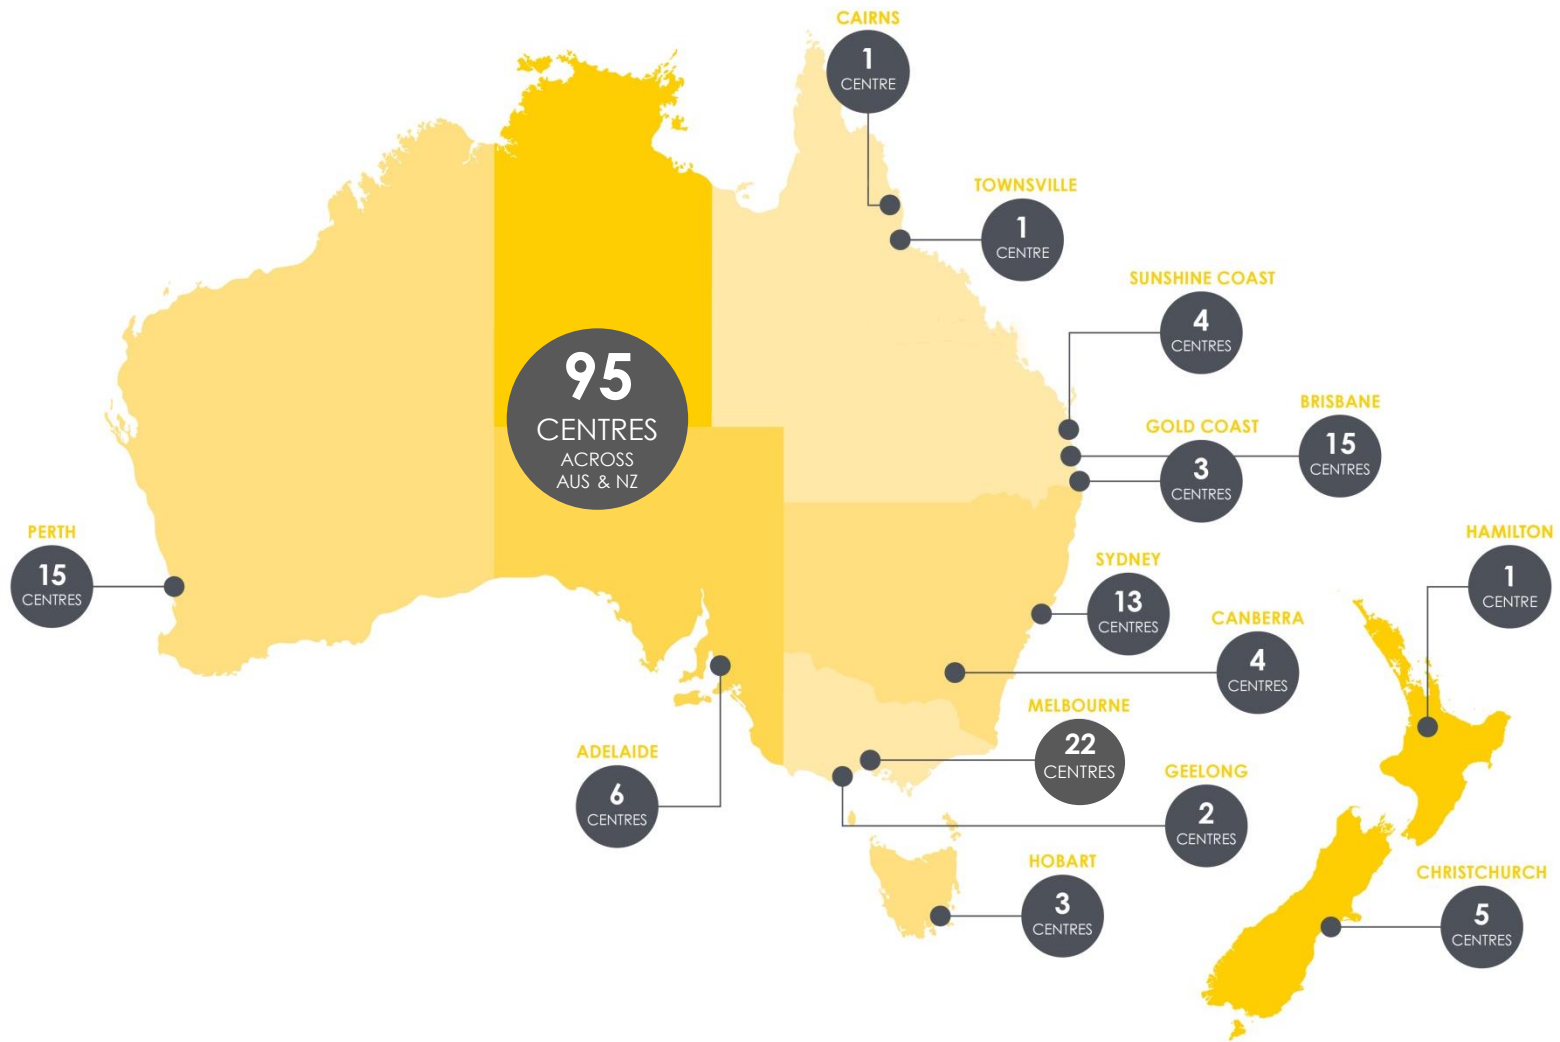 CAIRNS
1
CENTRE
TOWNSVILLE
1
CENTRE
SUNSHINE COAST
4
CENTRES
95
CENTRES
ACROSS
AUS & NZ
BRISBANE
15
CENTRES
GOLD COAST
3
CENTRES
PERTH
15
CENTRES
HAMILTON
1
CENTRE
SYDNEY
13
CENTRES
CANBERRA
4
CENTRES
MELBOURNE
22
CENTRES
ADELAIDE
6
CENTRES
GEELONG
2
CENTRES
HOBART
3
CENTRES
CHRISTCHURCH
5
CENTRES